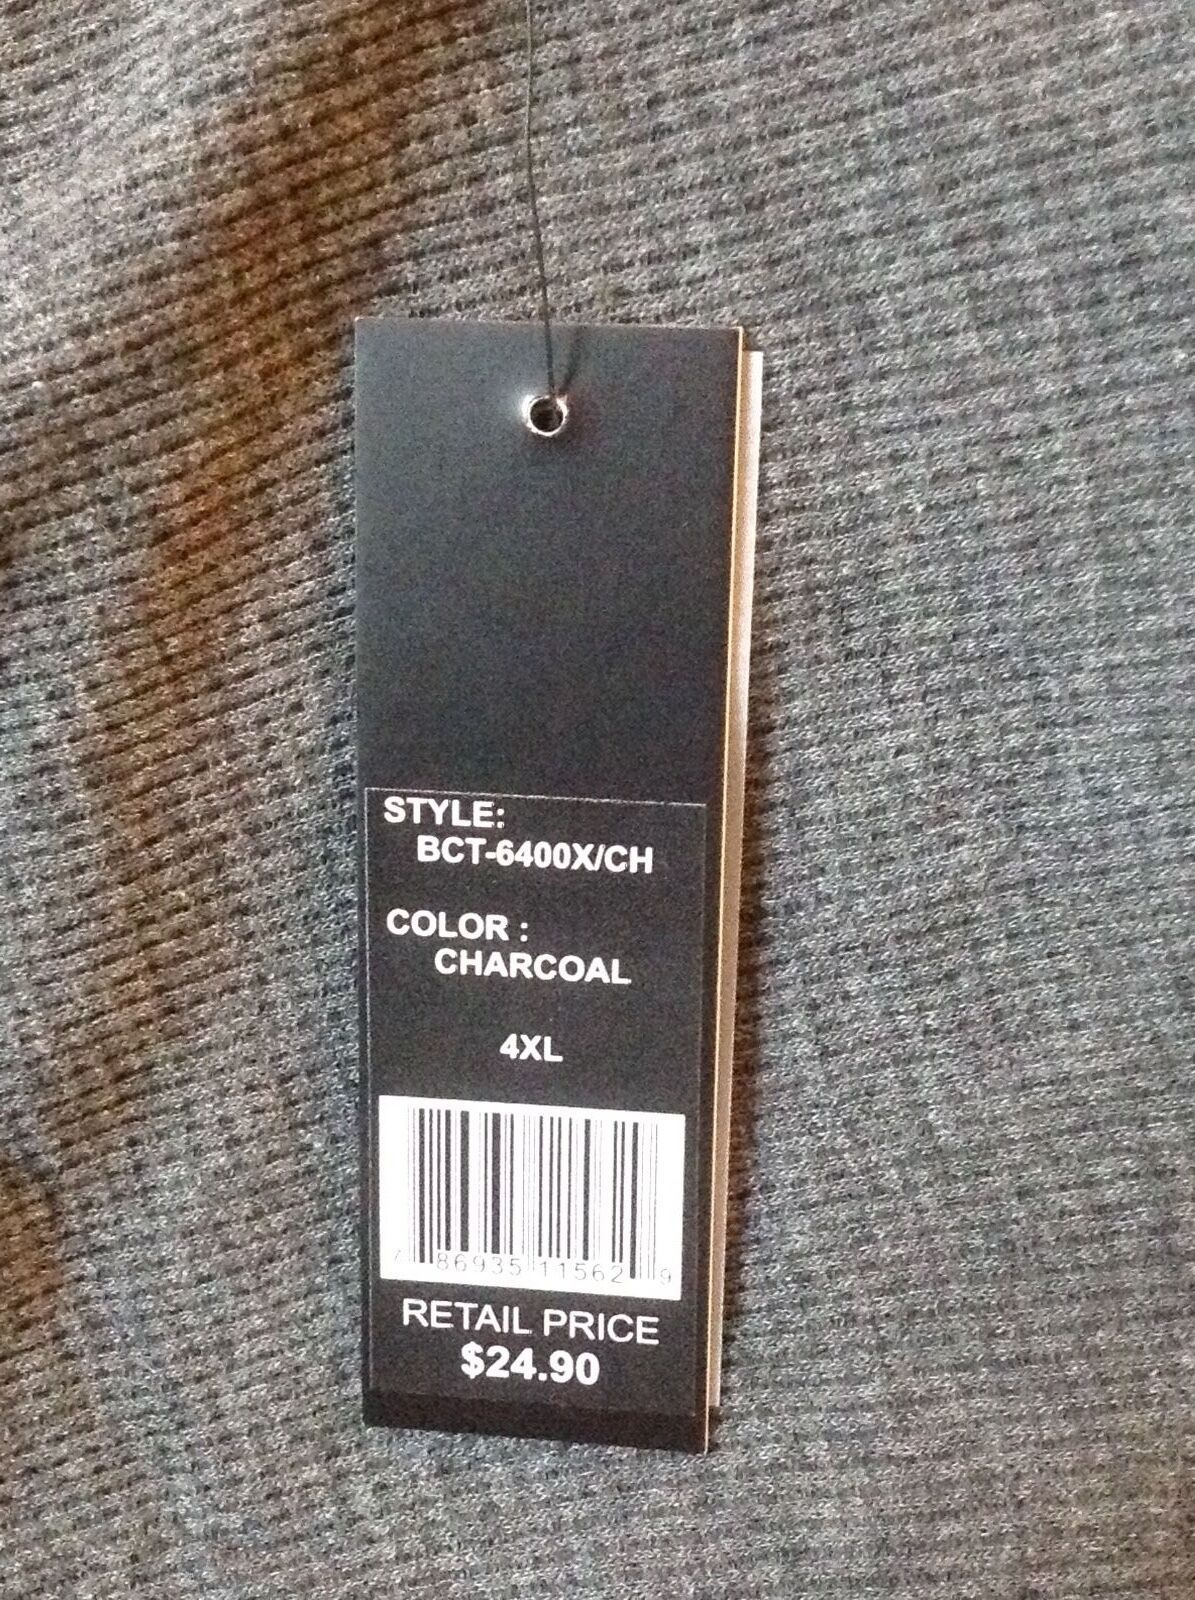 STYLE:
BCT-6400X/CH
COLOR :
CHARCOAL
4XL
7 86935 11562 9
RETAIL PRICE
$24.90